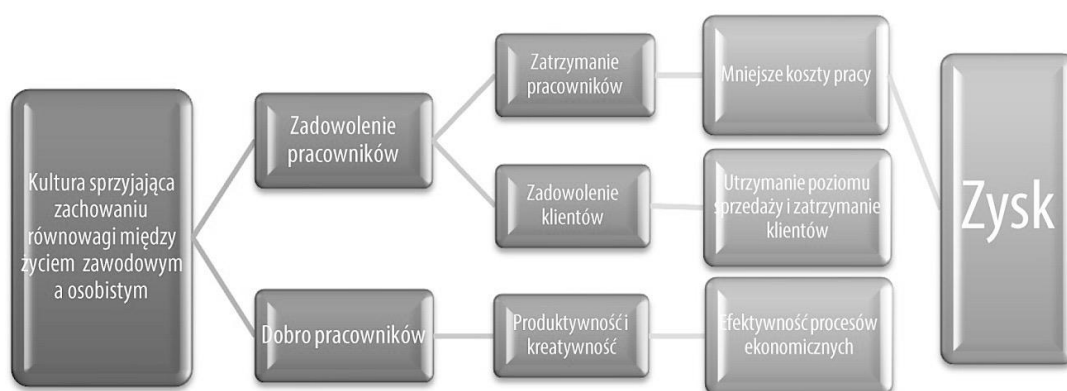 Kultura sprzyjająca
zachowaniu
równowagi między
życiem zawodowym
a osobistym
Zadowolenie
pracowników
Dobro pracowników
Zatrzymanie
pracowników
Zadowolenie
klientów
Produktywność i
kreatywność
Mniejsze koszty pracy
Utrzymanie poziomu
sprzedaży i zatrzymanie
klientów
Efektywność procesów
ekonomicznych
Zysk